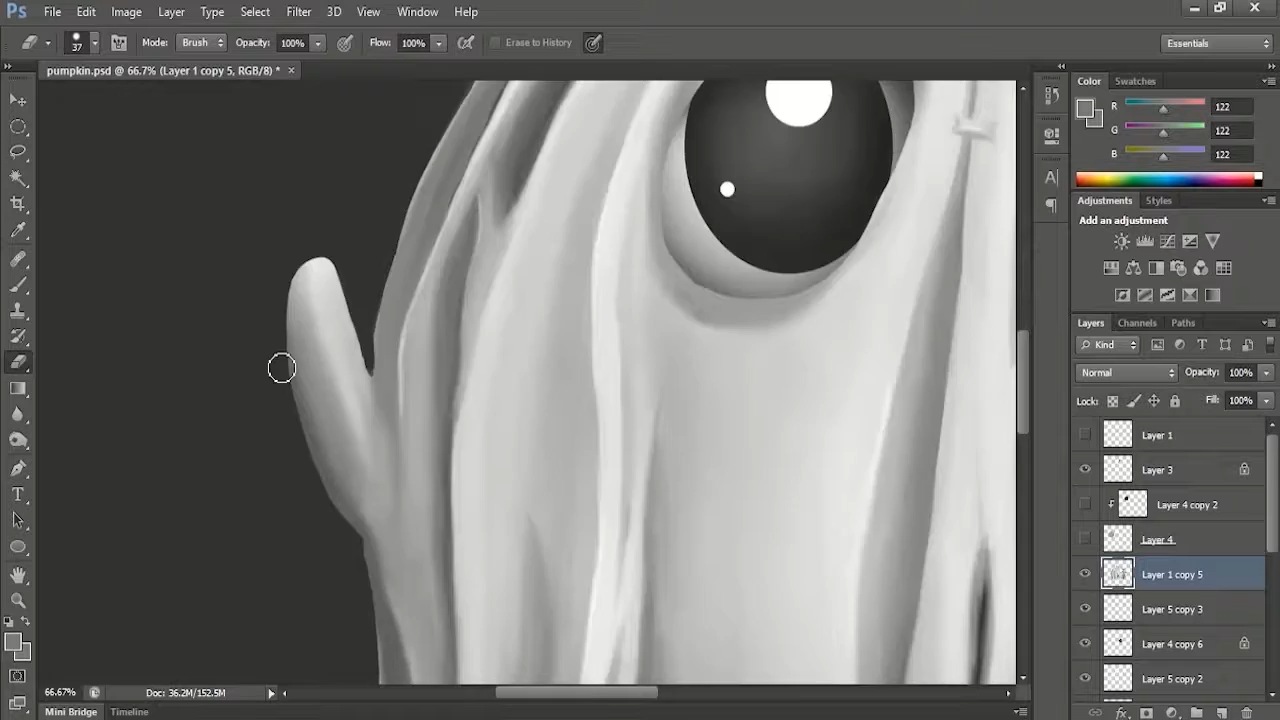 Ps File Edit Image Layer Type Select Filter 3D View Window Help
37 Mode: Brush Opacity: 100% Flow: 100% Erase to History Essentials
pumpkin.psd @ 66.7% (Layer 1 copy 5, RGB/8) *
Color Swatches
R 122
G 122
B 122
Adjustments Styles
Add an adjustment
Layers Channels Paths
Kind
Normal Opacity: 100%
Lock: Fill: 100%
Layer 1
Layer 3
Layer 4 copy 2
Layer 4
Layer 1 copy 5
Layer 5 copy 3
Layer 4 copy 6
Layer 5 copy 2
66.67% Doc: 36.2M/152.5M
Mini Bridge Timeline